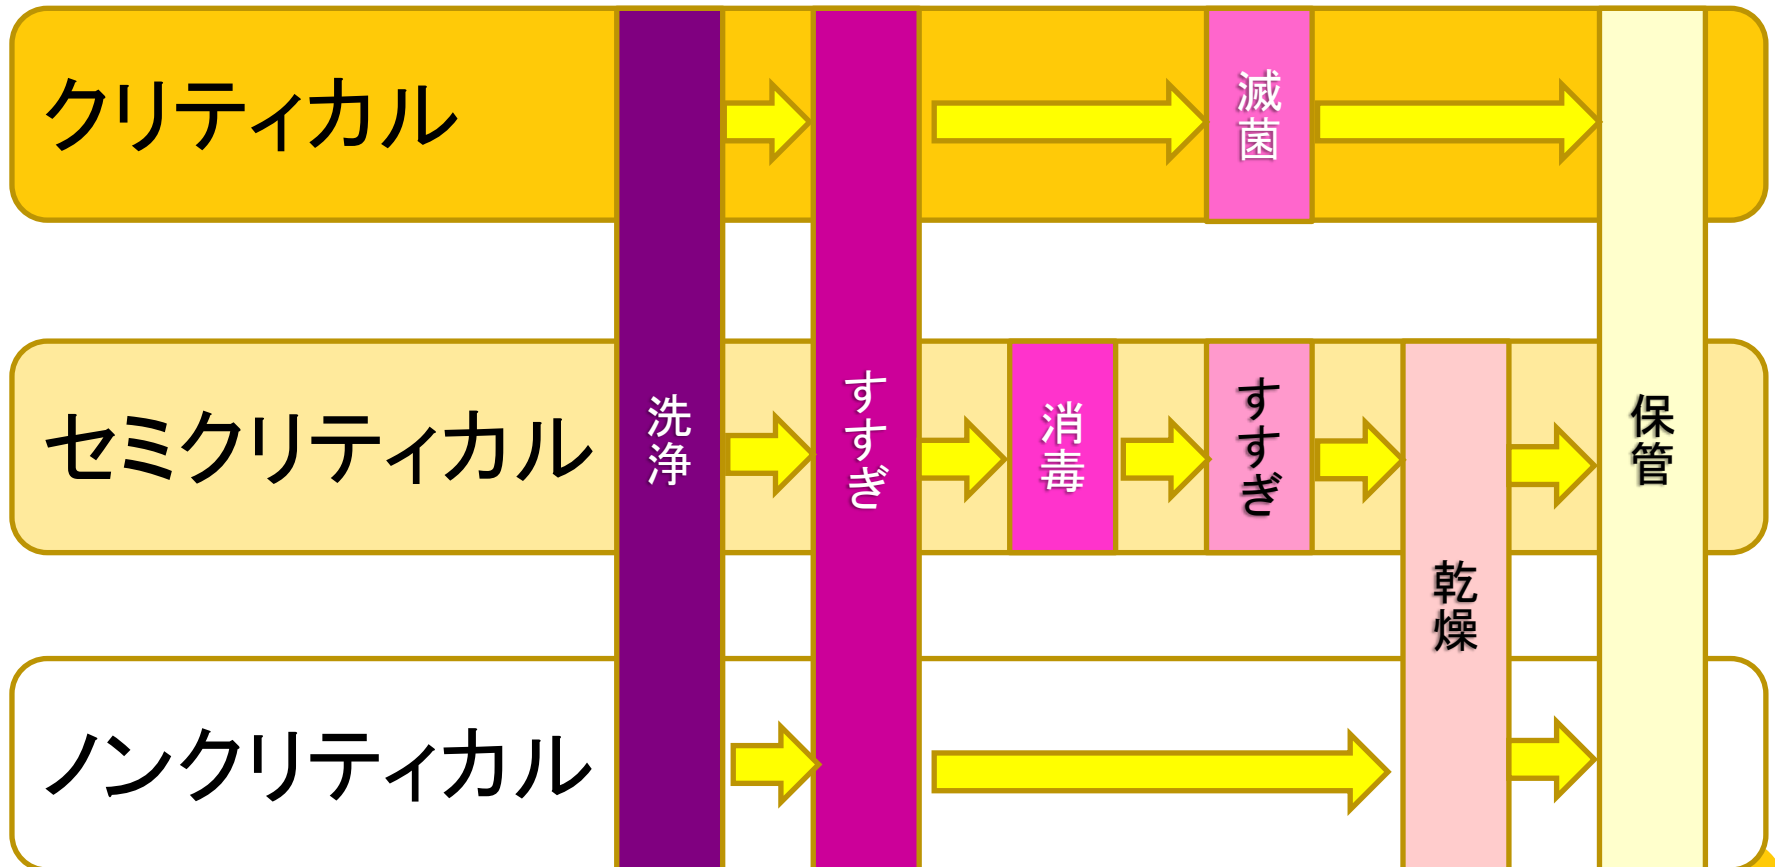 クリティカル
滅菌
セミクリティカル
洗浄
すすぎ
消毒
すすぎ
乾燥
保管
ノンクリティカル